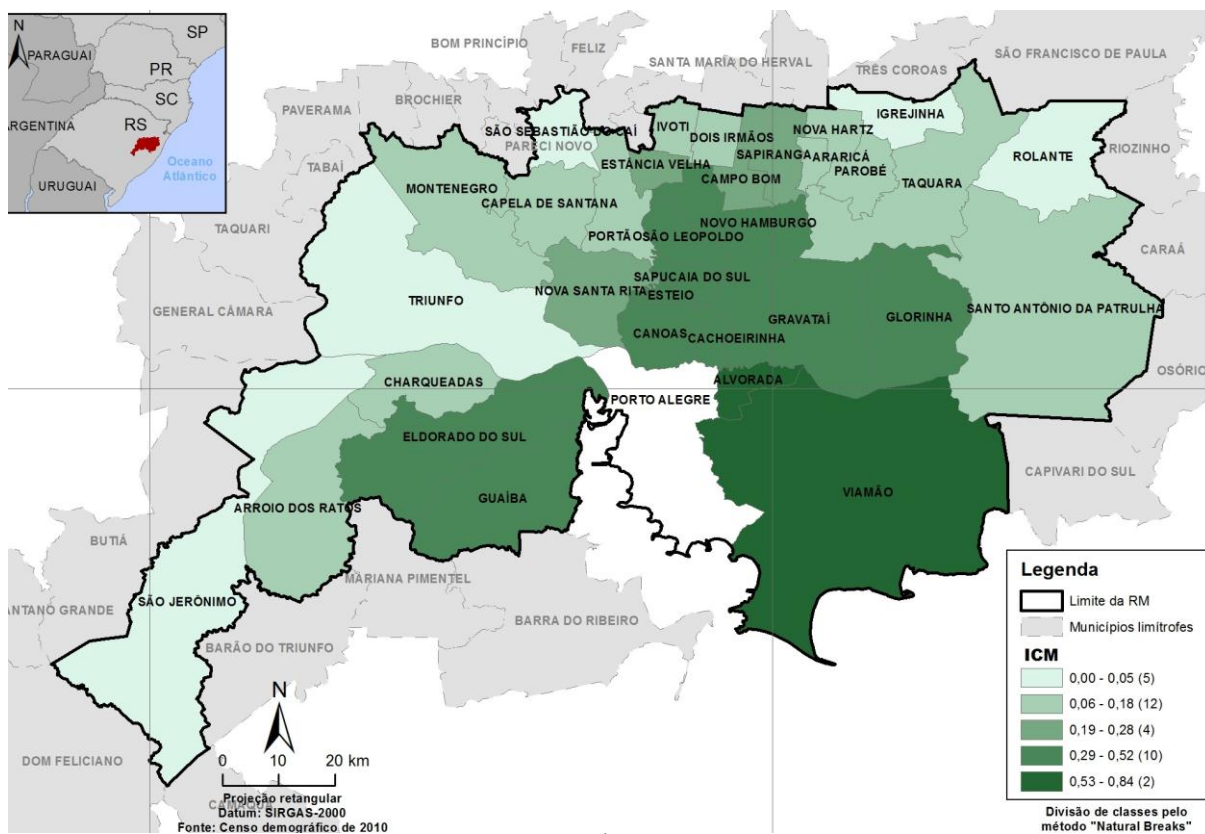 N
SP
PARAGUAI
PR
SC
ARGENTINA
RS
Oceano
Atlântico
URUGUAI
BOM PRINCÍPIO
FELIZ
SANTA MARÍA DO HERVAL
TRÊS COROAS
SÃO FRANCISCO DE PAULA
PAVERAMA
BROCHIER
SÃO SEBASTIÃO DO CAÍ
PARECI NOVO
IVOTI
DOIS IRMÃOS
NOVA HARTZ
IGREJINHA
ROLANTE
RIOZINHO
TABAÍ
ESTÂNCIA VELHA
SAPIRANGA
ARARICÁ
PAROBÉ
MONTENEGRO
CAPELA DE SANTANA
CAMPO BOM
TAQUARA
TAQUARI
PORTÃO
SÃO LEOPOLDO
NOVO HAMBURGO
CARAÁ
GENERAL CÂMARA
TRIUNFO
NOVA SANTA RITA
SAPUCAIA DO SUL
ESTEIO
GRAVATAÍ
GLORINHA
SANTO ANTÔNIO DA PATRULHA
CANOAS
CACHOEIRINHA
OSÓRIO
CHARQUEADAS
PORTO ALEGRE
ALVORADA
ELDORADO DO SUL
CAPIVARI DO SUL
GUAÍBA
VIAMÃO
ARROIO DOS RATOS
BUTIÁ
MARIANA PIMENTEL
ANTANO GRANDE
SÃO JERÔNIMO
BARRA DO RIBEIRO
BARÃO DO TRIUNFO
DOM FELICIANO
CAMAQUÃ
N
0 10 20 km
Projeção retangular
Datum: SIRGAS-2000
Fonte: Censo demográfico de 2010
Legenda
Limite da RM
Municípios limítrofes
ICM
0,00 - 0,05 (5)
0,06 - 0,18 (12)
0,19 - 0,28 (4)
0,29 - 0,52 (10)
0,53 - 0,84 (2)
Divisão de classes pelo
método "Natural Breaks"